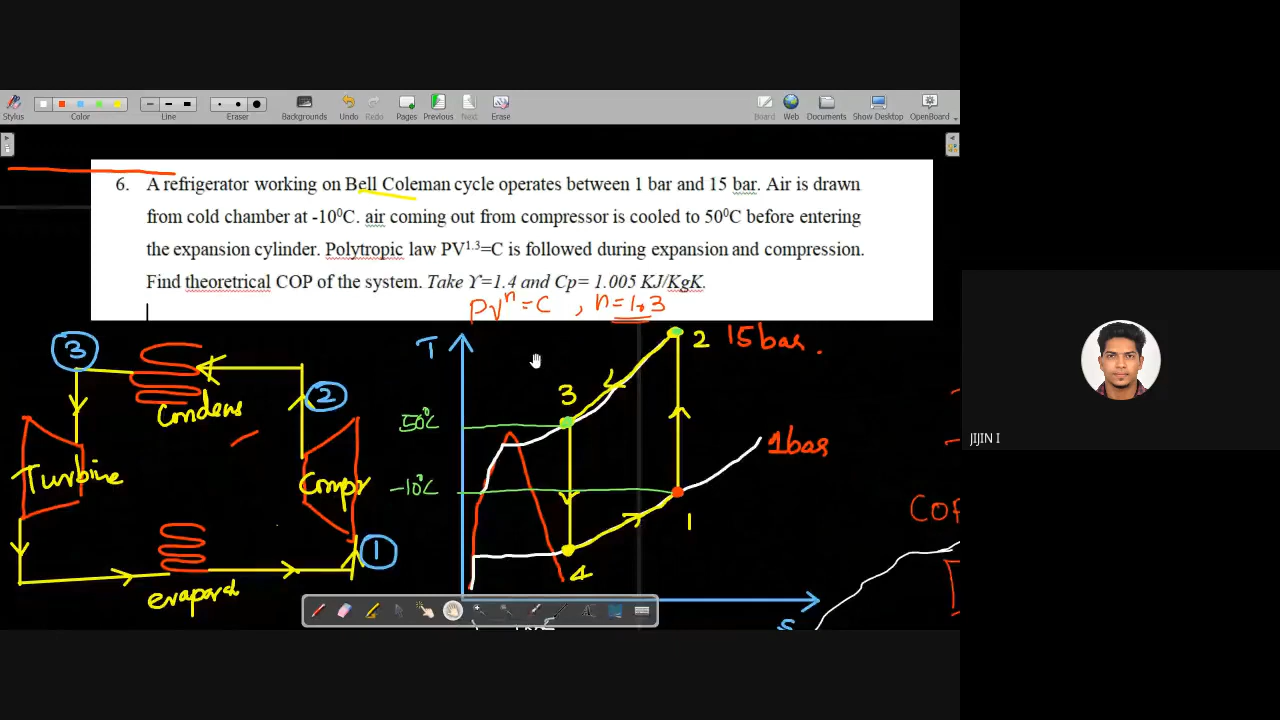 Stylus
Color
Line
Eraser
Backgrounds
Undo
Redo
Pages
Previous
Next
Erase
Board
Web
Documents
Show Desktop
OpenBoard
6. A refrigerator working on Bell Coleman cycle operates between 1 bar and 15 bar. Air is drawn
from cold chamber at -10⁰C. air coming out from compressor is cooled to 50⁰C before entering
the expansion cylinder. Polytropic law PV¹·³=C is followed during expansion and compression.
Find theoretrical COP of the system. Take ϒ=1.4 and Cp= 1.005 KJ/KgK.
PVⁿ = C , n = 1.3
3
Condens
2
Turbine
Compr
1
evaporat
T
2 15 bar.
3
50°C
1bar
-10°C
1
4
S
COP
JIJIN I